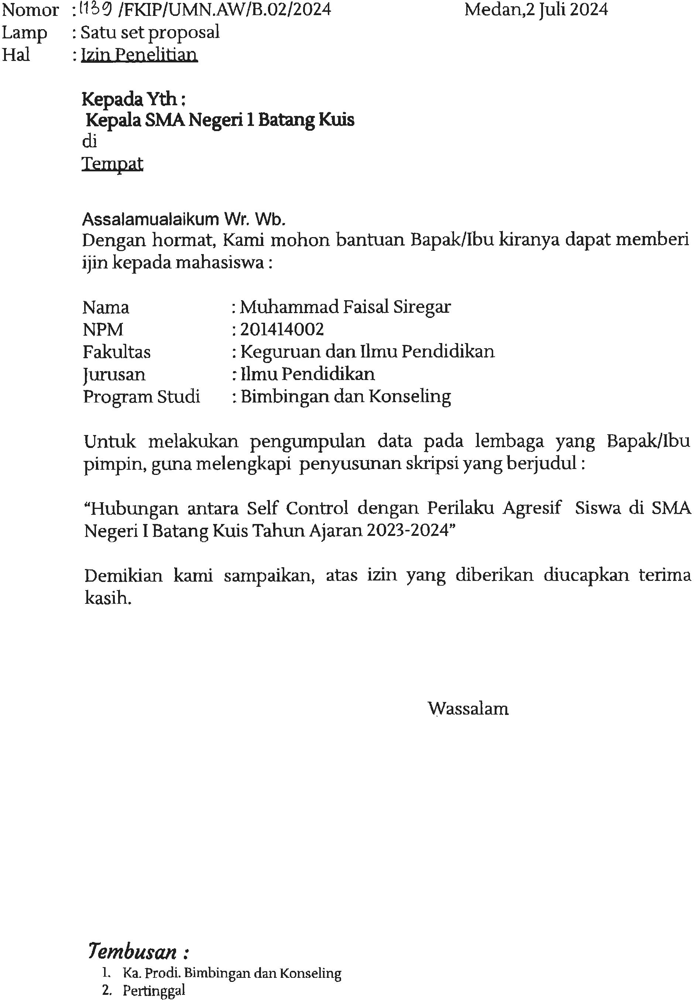 Nomor : 1139 /FKIP/UMN.AW/B.02/2024 Medan,2 Juli 2024
Lamp : Satu set proposal
Hal : Izin Penelitian
Kepada Yth :
Kepala SMA Negeri 1 Batang Kuis
di
Tempat
Assalamualaikum Wr. Wb.
Dengan hormat, Kami mohon bantuan Bapak/Ibu kiranya dapat memberi
ijin kepada mahasiswa :
Nama : Muhammad Faisal Siregar
NPM : 201414002
Fakultas : Keguruan dan Ilmu Pendidikan
Jurusan : Ilmu Pendidikan
Program Studi : Bimbingan dan Konseling
Untuk melakukan pengumpulan data pada lembaga yang Bapak/Ibu
pimpin, guna melengkapi penyusunan skripsi yang berjudul :
“Hubungan antara Self Control dengan Perilaku Agresif Siswa di SMA
Negeri I Batang Kuis Tahun Ajaran 2023-2024”
Demikian kami sampaikan, atas izin yang diberikan diucapkan terima
kasih.
Wassalam
Tembusan :
1. Ka. Prodi. Bimbingan dan Konseling
2. Pertinggal